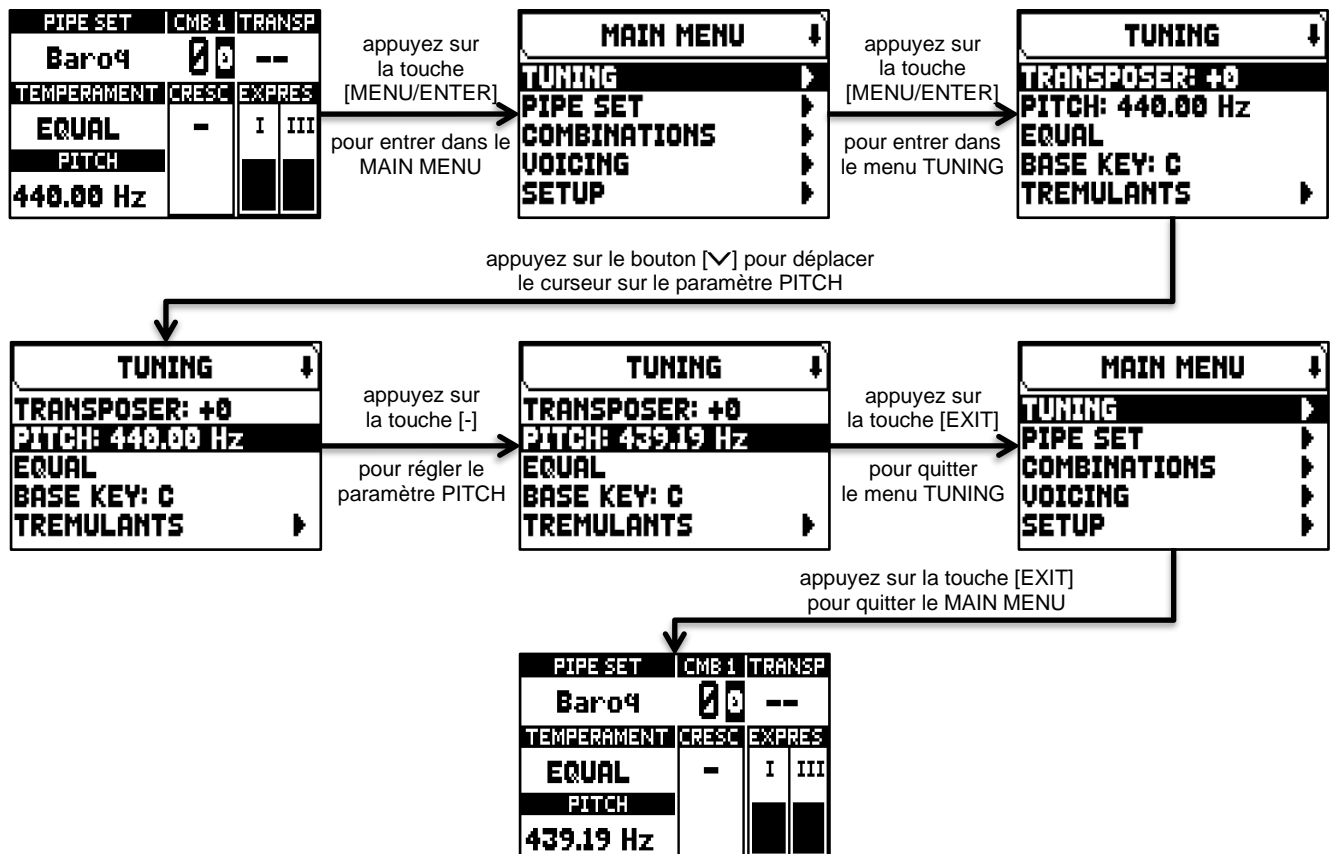 PIPE SET CMB 1 TRANSP
Baroq 0 0 --
TEMPERAMENT CRESC EXPRES
EQUAL - I III
PITCH
440.00 Hz
appuyez sur
la touche
[MENU/ENTER]
pour entrer dans le
MAIN MENU
MAIN MENU
TUNING
PIPE SET
COMBINATIONS
VOICING
SETUP
appuyez sur
la touche
[MENU/ENTER]
pour entrer dans
le menu TUNING
TUNING
TRANSPOSER: +0
PITCH: 440.00 Hz
EQUAL
BASE KEY: C
TREMULANTS
appuyez sur le bouton [∨] pour déplacer
le curseur sur le paramètre PITCH
TUNING
TRANSPOSER: +0
PITCH: 440.00 Hz
EQUAL
BASE KEY: C
TREMULANTS
appuyez sur
la touche [-]
pour régler le
paramètre PITCH
TUNING
TRANSPOSER: +0
PITCH: 439.19 Hz
EQUAL
BASE KEY: C
TREMULANTS
appuyez sur
la touche [EXIT]
pour quitter
le menu TUNING
MAIN MENU
TUNING
PIPE SET
COMBINATIONS
VOICING
SETUP
appuyez sur la touche [EXIT]
pour quitter le MAIN MENU
PIPE SET CMB 1 TRANSP
Baroq 0 0 --
TEMPERAMENT CRESC EXPRES
EQUAL - I III
PITCH
439.19 Hz